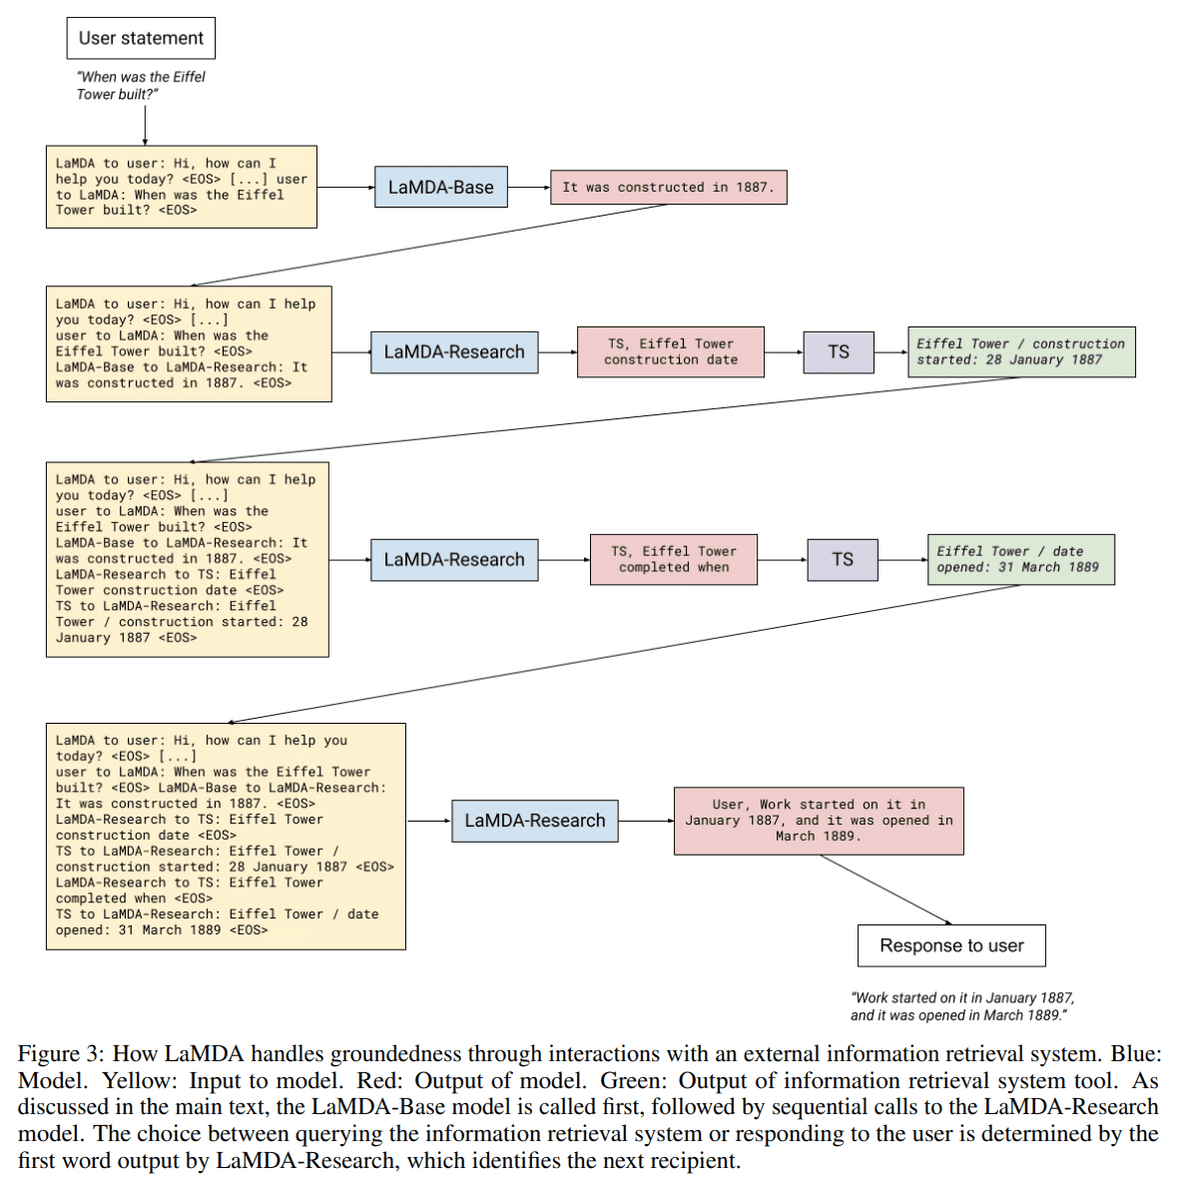 User statement
"When was the Eiffel
Tower built?"
LaMDA to user: Hi, how can I
help you today? <EOS> [...] user
to LaMDA: When was the Eiffel
Tower built? <EOS>
LaMDA-Base
It was constructed in 1887.
LaMDA to user: Hi, how can I help
you today? <EOS> [...]
user to LaMDA: When was the
Eiffel Tower built? <EOS>
LaMDA-Base to LaMDA-Research: It
was constructed in 1887. <EOS>
LaMDA-Research
TS, Eiffel Tower
construction date
TS
Eiffel Tower / construction
started: 28 January 1887
LaMDA to user: Hi, how can I help
you today? <EOS> [...]
user to LaMDA: When was the
Eiffel Tower built? <EOS>
LaMDA-Base to LaMDA-Research: It
was constructed in 1887. <EOS>
LaMDA-Research to TS: Eiffel
Tower construction date <EOS>
TS to LaMDA-Research: Eiffel
Tower / construction started: 28
January 1887 <EOS>
LaMDA-Research
TS, Eiffel Tower
completed when
TS
Eiffel Tower / date
opened: 31 March 1889
LaMDA to user: Hi, how can I help you
today? <EOS> [...]
user to LaMDA: When was the Eiffel Tower
built? <EOS> LaMDA-Base to LaMDA-Research:
It was constructed in 1887. <EOS>
LaMDA-Research to TS: Eiffel Tower
construction date <EOS>
TS to LaMDA-Research: Eiffel Tower /
construction started: 28 January 1887 <EOS>
LaMDA-Research to TS: Eiffel Tower
completed when <EOS>
TS to LaMDA-Research: Eiffel Tower / date
opened: 31 March 1889 <EOS>
LaMDA-Research
User, Work started on it in
January 1887, and it was opened in
March 1889.
Response to user
"Work started on it in January 1887,
and it was opened in March 1889."
Figure 3: How LaMDA handles groundedness through interactions with an external information retrieval system. Blue:
Model. Yellow: Input to model. Red: Output of model. Green: Output of information retrieval system tool. As
discussed in the main text, the LaMDA-Base model is called first, followed by sequential calls to the LaMDA-Research
model. The choice between querying the information retrieval system or responding to the user is determined by the
first word output by LaMDA-Research, which identifies the next recipient.